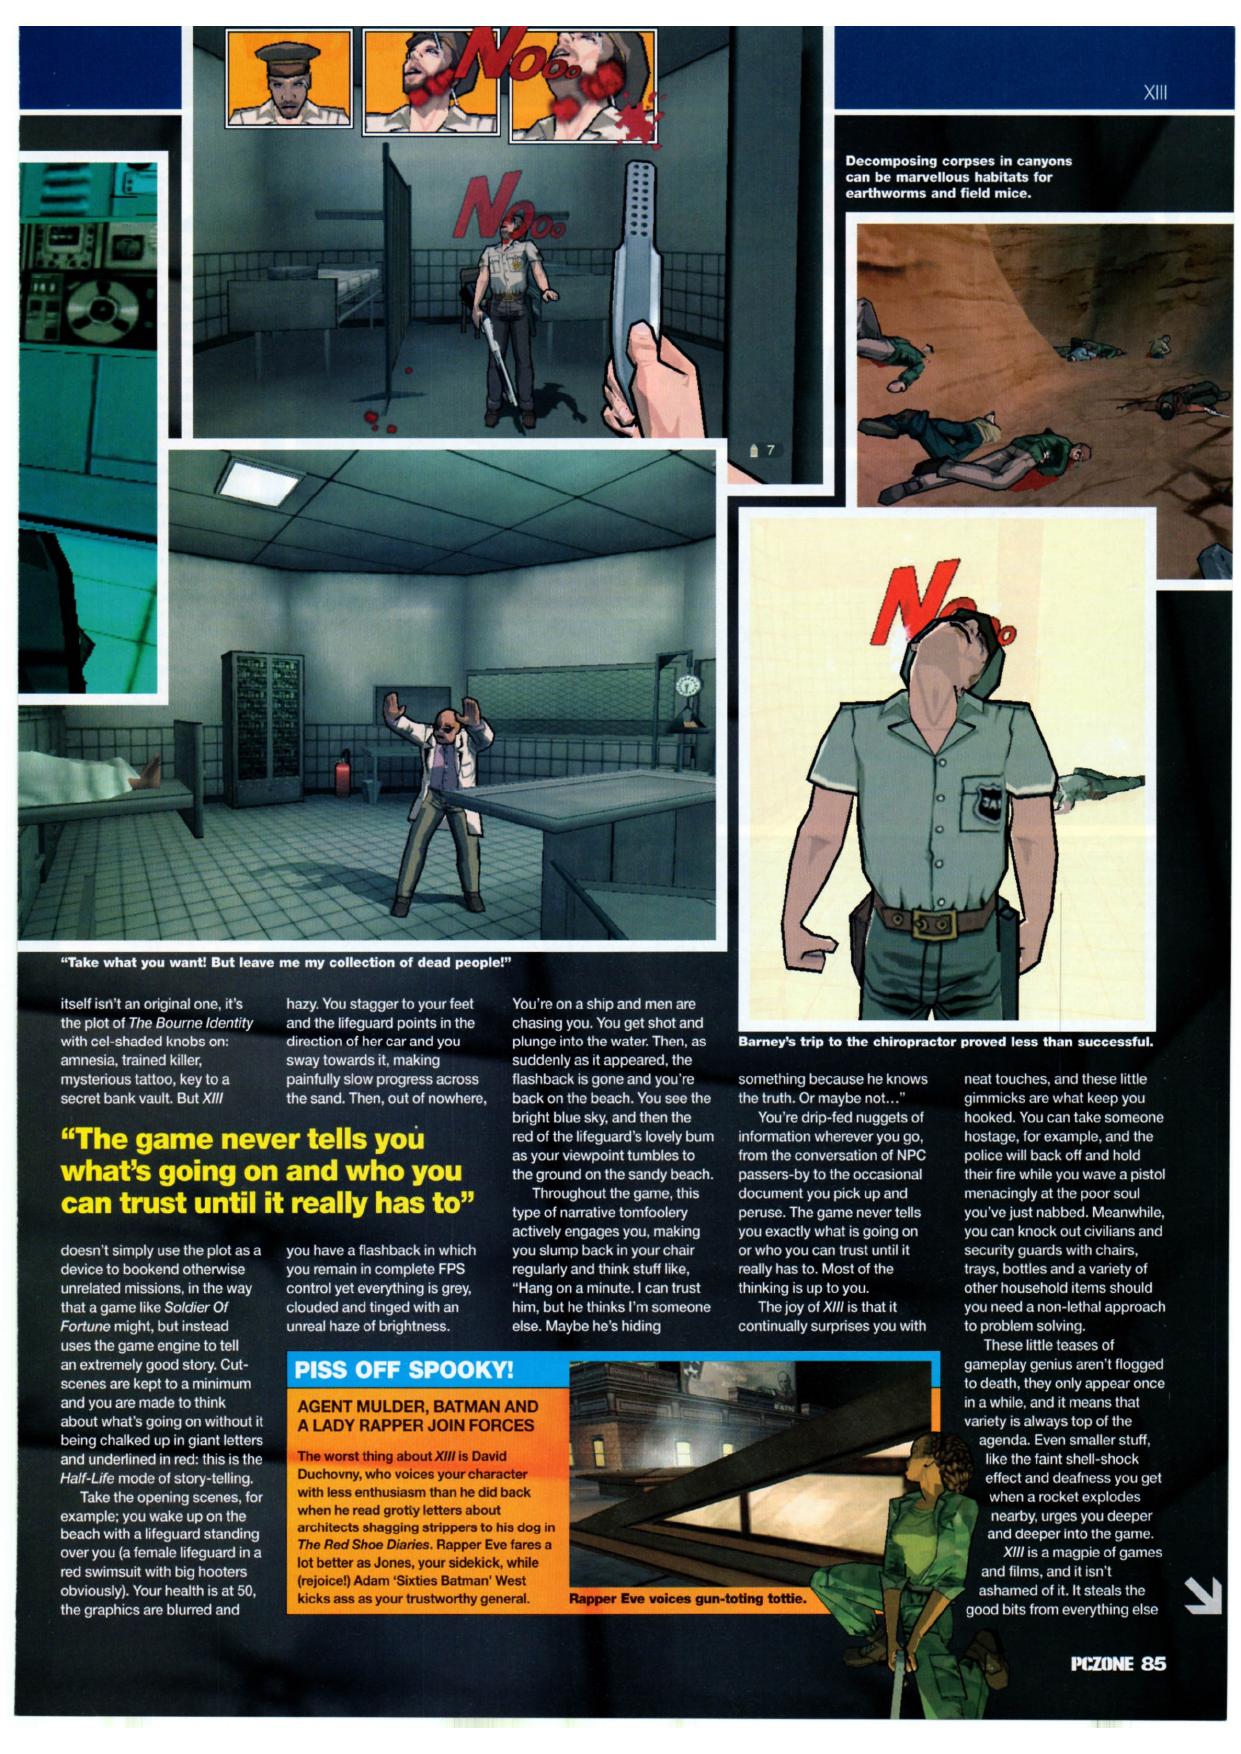 XIII
NOooo
NOooo
7
Decomposing corpses in canyons
can be marvellous habitats for
earthworms and field mice.
NOooo
"Take what you want! But leave me my collection of dead people!"
Barney's trip to the chiropractor proved less than successful.
itself isn't an original one, it's
the plot of The Bourne Identity
with cel-shaded knobs on:
amnesia, trained killer,
mysterious tattoo, key to a
secret bank vault. But XIII
"The game never tells you
what's going on and who you
can trust until it really has to"
doesn't simply use the plot as a
device to bookend otherwise
unrelated missions, in the way
that a game like Soldier Of
Fortune might, but instead
uses the game engine to tell
an extremely good story. Cut-
scenes are kept to a minimum
and you are made to think
about what's going on without it
being chalked up in giant letters
and underlined in red: this is the
Half-Life mode of story-telling.
Take the opening scenes, for
example; you wake up on the
beach with a lifeguard standing
over you (a female lifeguard in a
red swimsuit with big hooters
obviously). Your health is at 50,
the graphics are blurred and
hazy. You stagger to your feet
and the lifeguard points in the
direction of her car and you
sway towards it, making
painfully slow progress across
the sand. Then, out of nowhere,
you have a flashback in which
you remain in complete FPS
control yet everything is grey,
clouded and tinged with an
unreal haze of brightness.
You're on a ship and men are
chasing you. You get shot and
plunge into the water. Then, as
suddenly as it appeared, the
flashback is gone and you're
back on the beach. You see the
bright blue sky, and then the
red of the lifeguard's lovely bum
as your viewpoint tumbles to
the ground on the sandy beach.
Throughout the game, this
type of narrative tomfoolery
actively engages you, making
you slump back in your chair
regularly and think stuff like,
"Hang on a minute. I can trust
him, but he thinks I'm someone
else. Maybe he's hiding
something because he knows
the truth. Or maybe not..."
You're drip-fed nuggets of
information wherever you go,
from the conversation of NPC
passers-by to the occasional
document you pick up and
peruse. The game never tells
you exactly what is going on
or who you can trust until it
really has to. Most of the
thinking is up to you.
The joy of XIII is that it
continually surprises you with
neat touches, and these little
gimmicks are what keep you
hooked. You can take someone
hostage, for example, and the
police will back off and hold
their fire while you wave a pistol
menacingly at the poor soul
you've just nabbed. Meanwhile,
you can knock out civilians and
security guards with chairs,
trays, bottles and a variety of
other household items should
you need a non-lethal approach
to problem solving.
These little teases of
gameplay genius aren't flogged
to death, they only appear once
in a while, and it means that
variety is always top of the
agenda. Even smaller stuff,
like the faint shell-shock
effect and deafness you get
when a rocket explodes
nearby, urges you deeper
and deeper into the game.
XIII is a magpie of games
and films, and it isn't
ashamed of it. It steals the
good bits from everything else
PISS OFF SPOOKY!
AGENT MULDER, BATMAN AND
A LADY RAPPER JOIN FORCES
The worst thing about XIII is David
Duchovny, who voices your character
with less enthusiasm than he did back
when he read grotty letters about
architects shagging strippers to his dog in
The Red Shoe Diaries. Rapper Eve fares a
lot better as Jones, your sidekick, while
(rejoice!) Adam 'Sixties Batman' West
kicks ass as your trustworthy general.
Rapper Eve voices gun-toting tottie.
PCZONE 85